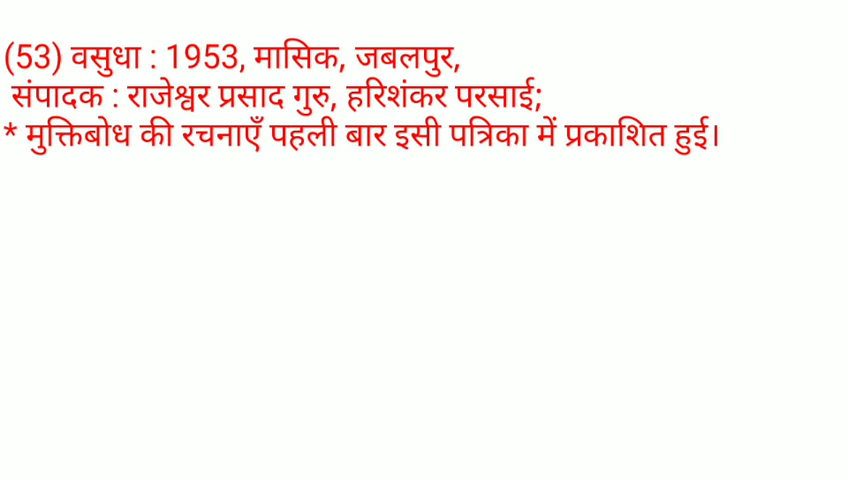 (53) वसुधा : 1953, मासिक, जबलपुर,
संपादक : राजेश्वर प्रसाद गुरु, हरिशंकर परसाई;
* मुक्तिबोध की रचनाएँ पहली बार इसी पत्रिका में प्रकाशित हुई।